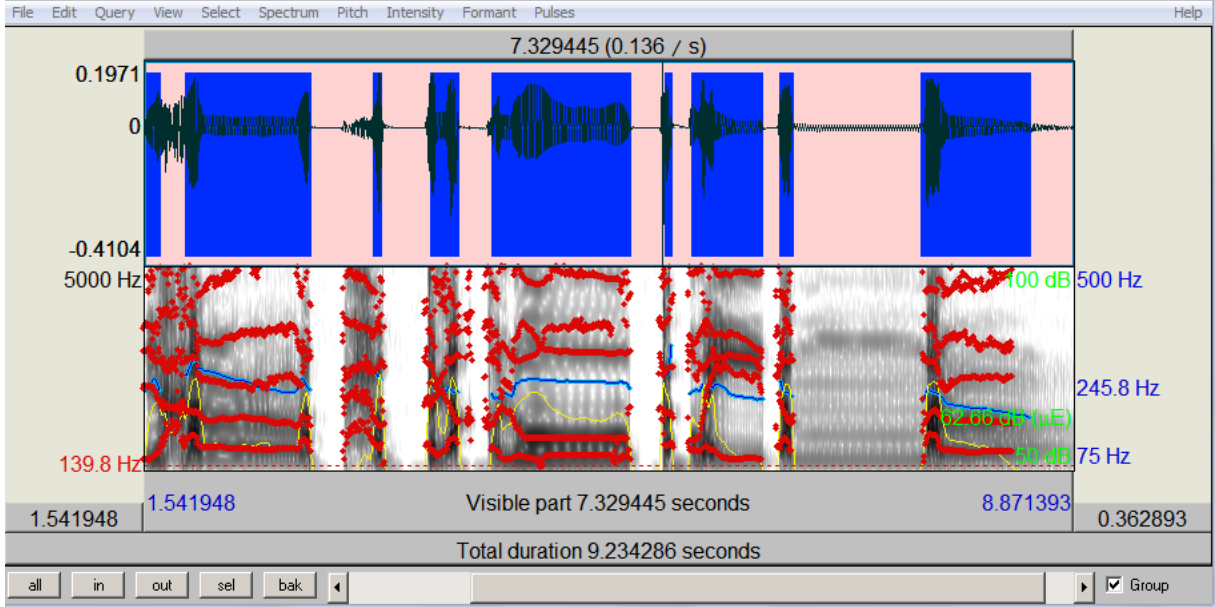 File Edit Query View Select Spectrum Pitch Intensity Formant Pulses Help
7.329445 (0.136 / s)
0.1971
0
-0.4104
5000 Hz 100 dB 500 Hz
245.8 Hz
62.66 dB (µE)
139.8 Hz 50 dB 75 Hz
1.541948 Visible part 7.329445 seconds 8.871393
1.541948 0.362893
Total duration 9.234286 seconds
all in out sel bak Group